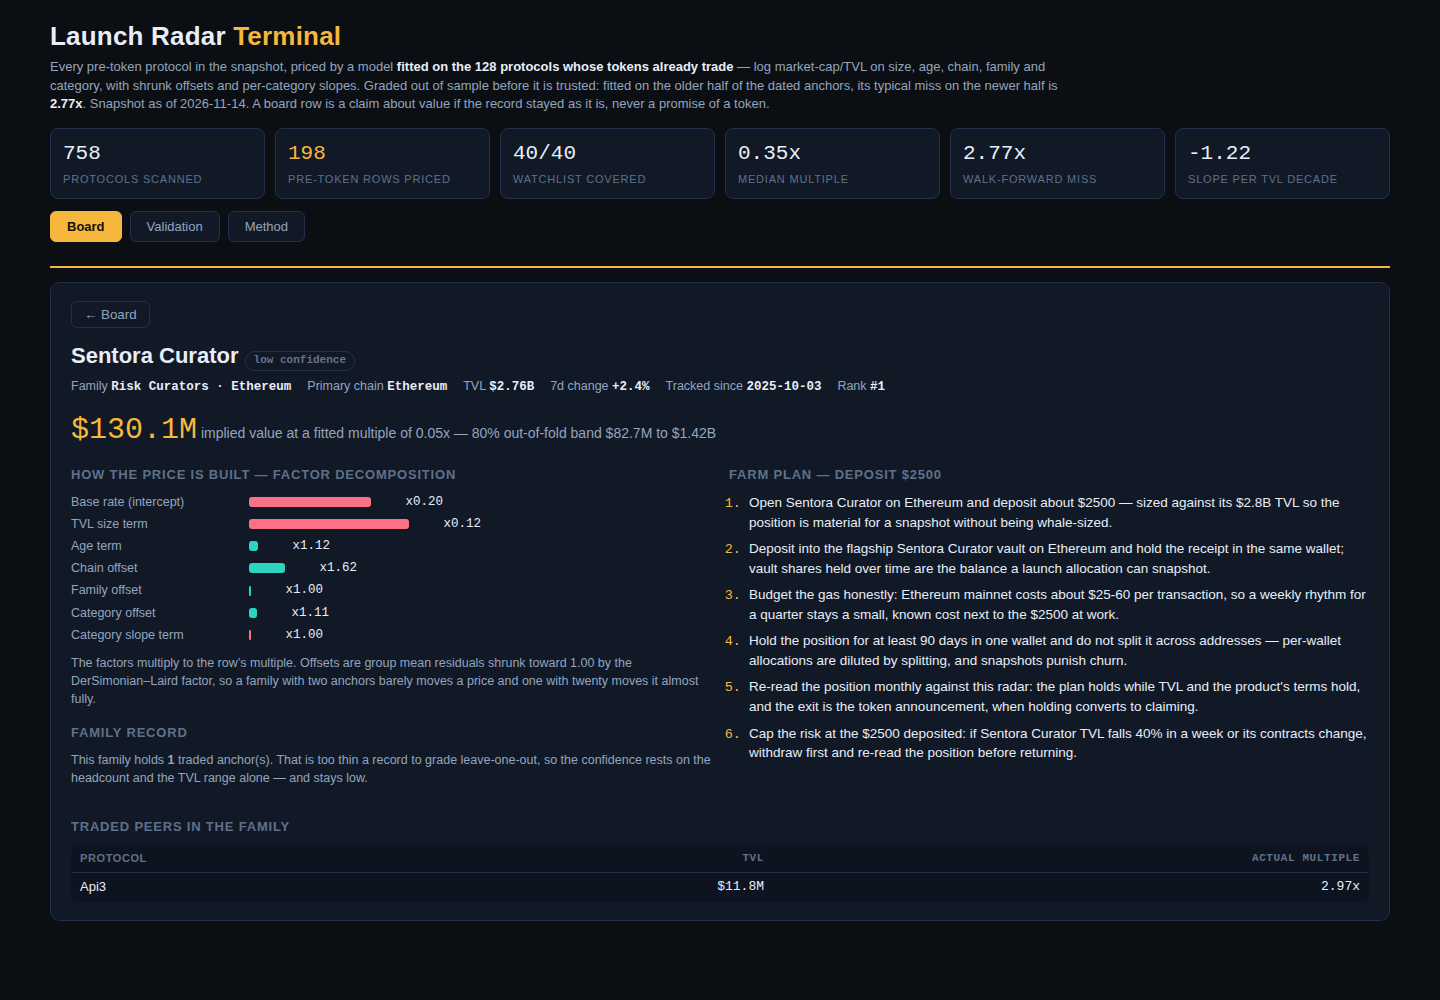 Launch Radar Terminal
Every pre-token protocol in the snapshot, priced by a model fitted on the 128 protocols whose tokens already trade — log market-cap/TVL on size, age, chain, family and
category, with shrunk offsets and per-category slopes. Graded out of sample before it is trusted: fitted on the older half of the dated anchors, its typical miss on the newer half is
2.77x. Snapshot as of 2026-11-14. A board row is a claim about value if the record stayed as it is, never a promise of a token.
758
PROTOCOLS SCANNED
198
PRE-TOKEN ROWS PRICED
40/40
WATCHLIST COVERED
0.35x
MEDIAN MULTIPLE
2.77x
WALK-FORWARD MISS
-1.22
SLOPE PER TVL DECADE
Board
Validation
Method
← Board
Sentora Curator low confidence
Family Risk Curators · Ethereum Primary chain Ethereum TVL $2.76B 7d change +2.4% Tracked since 2025-10-03 Rank #1
$130.1M implied value at a fitted multiple of 0.05x — 80% out-of-fold band $82.7M to $1.42B
HOW THE PRICE IS BUILT — FACTOR DECOMPOSITION
Base rate (intercept) x0.20
TVL size term x0.12
Age term x1.12
Chain offset x1.62
Family offset x1.00
Category offset x1.11
Category slope term x1.00
The factors multiply to the row's multiple. Offsets are group mean residuals shrunk toward 1.00 by the
DerSimonian–Laird factor, so a family with two anchors barely moves a price and one with twenty moves it almost
fully.
FAMILY RECORD
This family holds 1 traded anchor(s). That is too thin a record to grade leave-one-out, so the confidence rests on the
headcount and the TVL range alone — and stays low.
FARM PLAN — DEPOSIT $2500
1. Open Sentora Curator on Ethereum and deposit about $2500 — sized against its $2.8B TVL so the
position is material for a snapshot without being whale-sized.
2. Deposit into the flagship Sentora Curator vault on Ethereum and hold the receipt in the same wallet;
vault shares held over time are the balance a launch allocation can snapshot.
3. Budget the gas honestly: Ethereum mainnet costs about $25-60 per transaction, so a weekly rhythm for
a quarter stays a small, known cost next to the $2500 at work.
4. Hold the position for at least 90 days in one wallet and do not split it across addresses — per-wallet
allocations are diluted by splitting, and snapshots punish churn.
5. Re-read the position monthly against this radar: the plan holds while TVL and the product's terms hold,
and the exit is the token announcement, when holding converts to claiming.
6. Cap the risk at the $2500 deposited: if Sentora Curator TVL falls 40% in a week or its contracts change,
withdraw first and re-read the position before returning.
TRADED PEERS IN THE FAMILY
PROTOCOL TVL ACTUAL MULTIPLE
Api3 $11.8M 2.97x